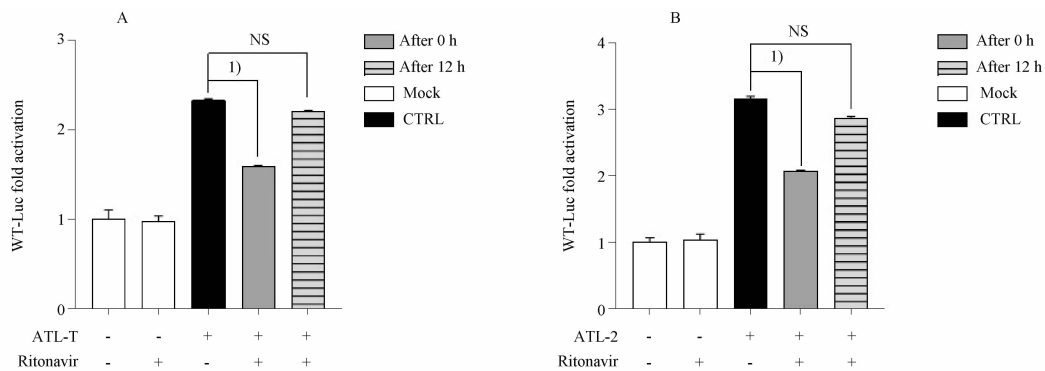 A
WT-Luc fold activation
3
2
1
0
NS
1)
After 0 h
After 12 h
Mock
CTRL
ATL-T - - + + +
Ritonavir - + - + +
B
WT-Luc fold activation
4
3
2
1
0
NS
1)
After 0 h
After 12 h
Mock
CTRL
ATL-2 - - + + +
Ritonavir - + - + +